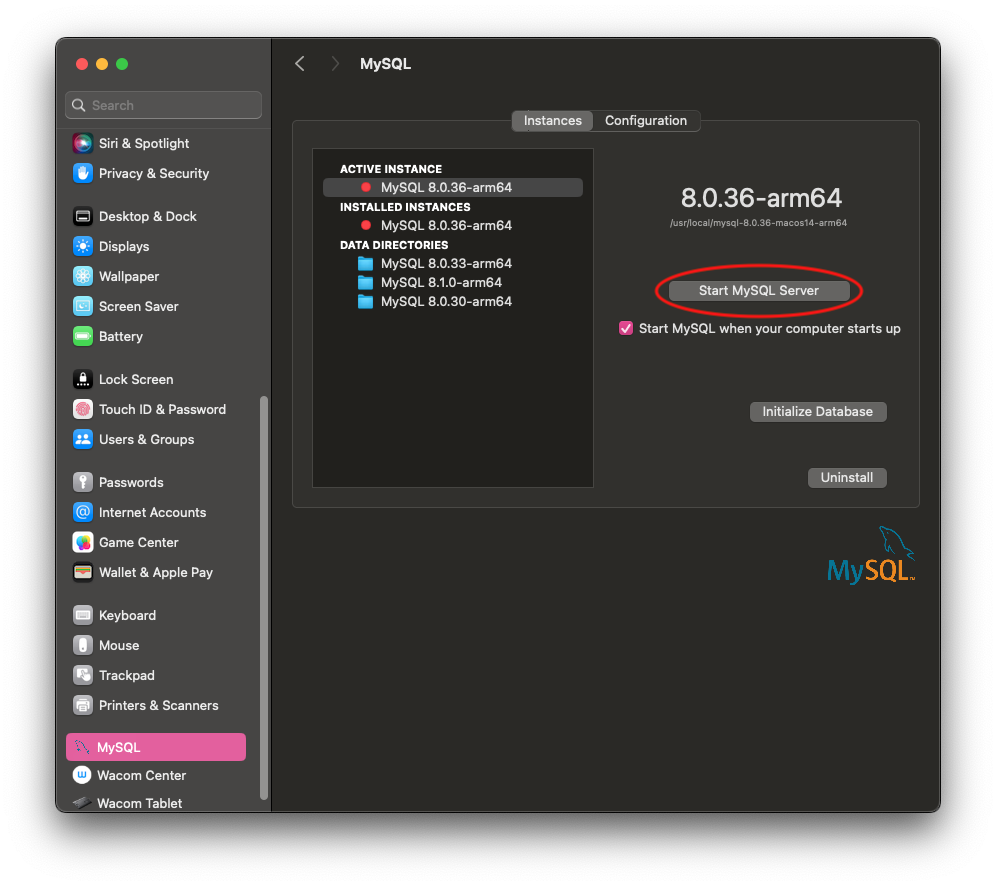 MySQL
Search
Siri & Spotlight
Privacy & Security
Desktop & Dock
Displays
Wallpaper
Screen Saver
Battery
Lock Screen
Touch ID & Password
Users & Groups
Passwords
Internet Accounts
Game Center
Wallet & Apple Pay
Keyboard
Mouse
Trackpad
Printers & Scanners
MySQL
Wacom Center
Wacom Tablet
Instances
Configuration
ACTIVE INSTANCE
MySQL 8.0.36-arm64
INSTALLED INSTANCES
MySQL 8.0.36-arm64
DATA DIRECTORIES
MySQL 8.0.33-arm64
MySQL 8.1.0-arm64
MySQL 8.0.30-arm64
8.0.36-arm64
/usr/local/mysql-8.0.36-macos14-arm64
Start MySQL Server
Start MySQL when your computer starts up
Initialize Database
Uninstall
MySQL™